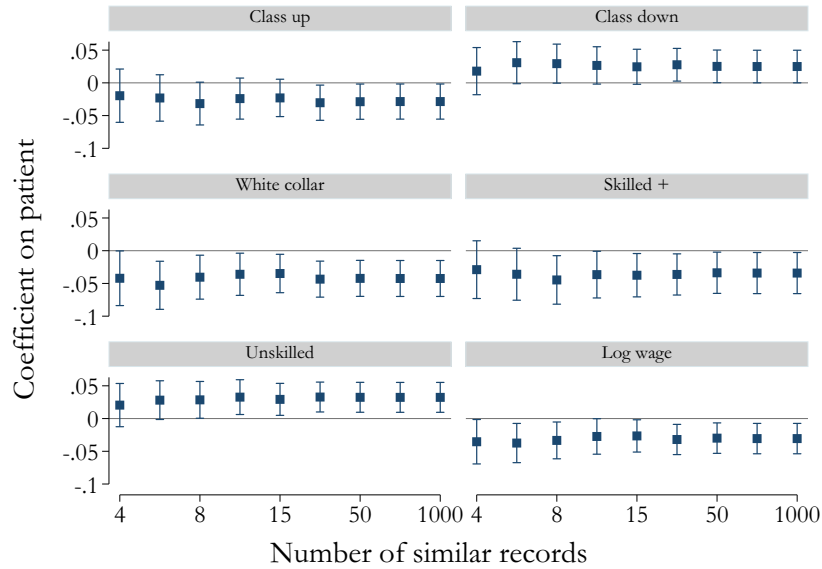 Class up
Class down
.05
0
-.05
-.1
White collar
Skilled +
.05
0
-.05
-.1
Unskilled
Log wage
.05
0
-.05
-.1
4 8 15 50 1000 4 8 15 50 1000
Coefficient on patient
Number of similar records